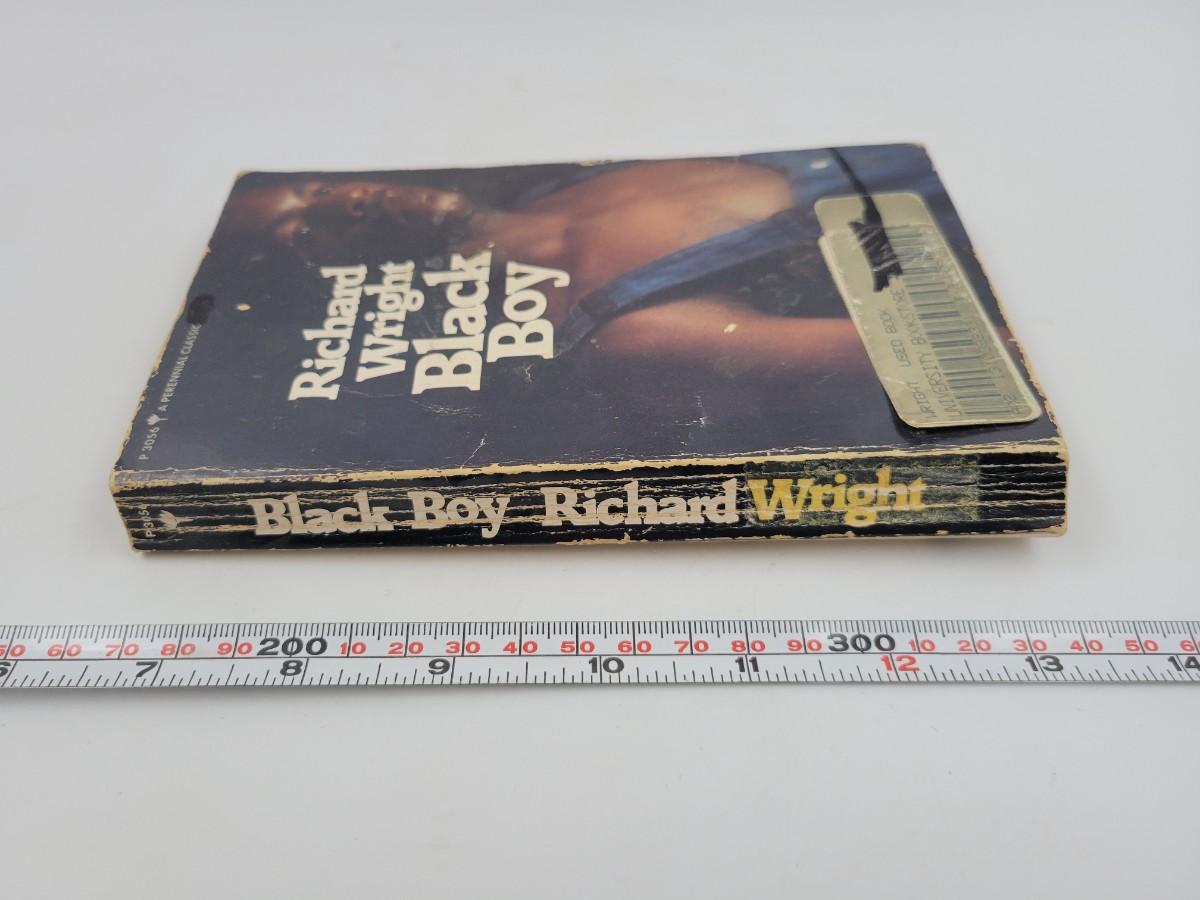 P 3056 A PERENNIAL CLASSIC
Richard
Wright
Black
Boy
WRIGHT USED BOOK
UNIVERSITY BOOKSTORE
Black Boy Richard Wright
60 70 80 90 200 10 20 30 40 50 60 70 80 90 300 10 20 30 40 50
6 7 8 9 10 11 12 13 14